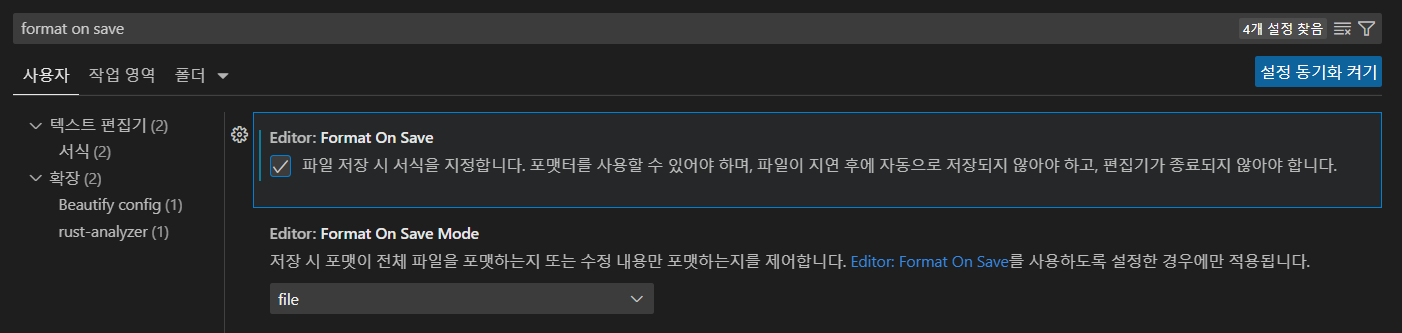 format on save
4개 설정 찾음
사용자 작업 영역 폴더
설정 동기화 켜기
텍스트 편집기 (2)
서식 (2)
확장 (2)
Beautify config (1)
rust-analyzer (1)
Editor: Format On Save
파일 저장 시 서식을 지정합니다. 포맷터를 사용할 수 있어야 하며, 파일이 지연 후에 자동으로 저장되지 않아야 하고, 편집기가 종료되지 않아야 합니다.
Editor: Format On Save Mode
저장 시 포맷이 전체 파일을 포맷하는지 또는 수정 내용만 포맷하는지를 제어합니다. Editor: Format On Save를 사용하도록 설정한 경우에만 적용됩니다.
file